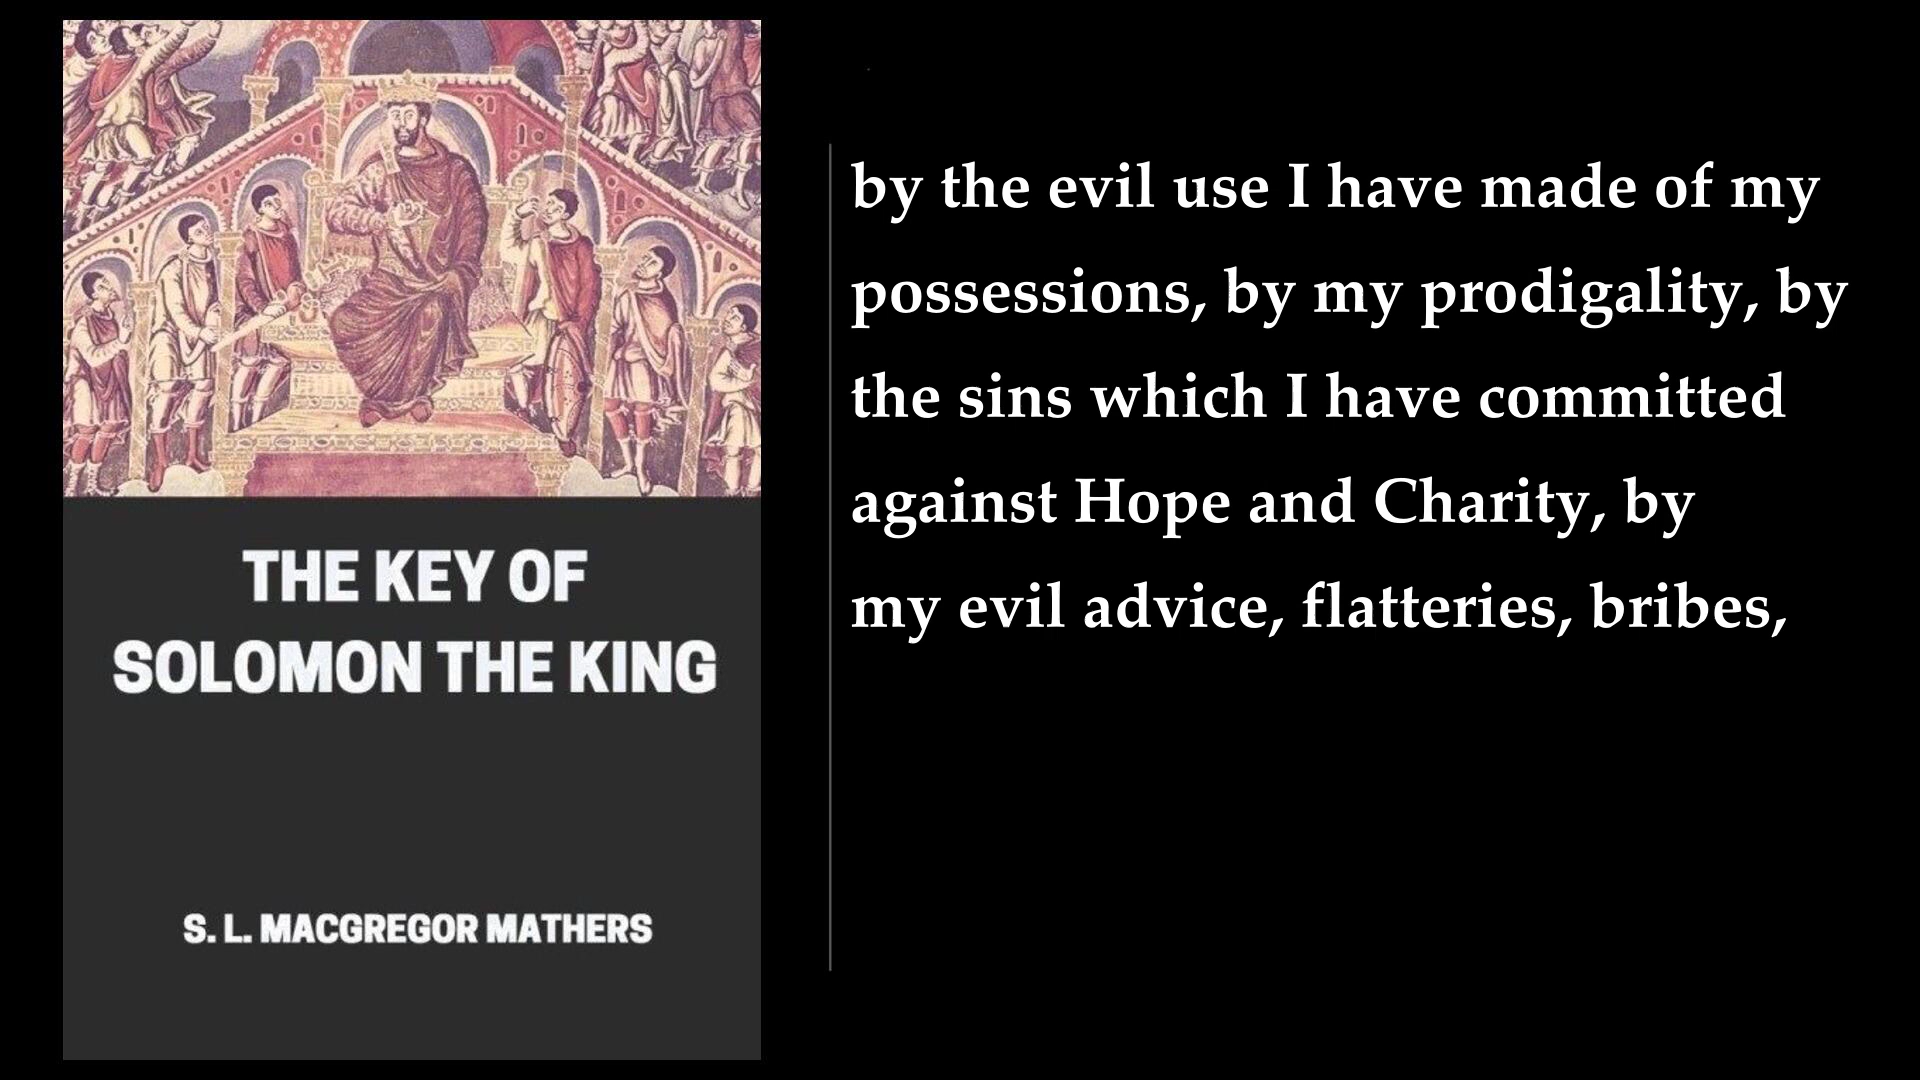 THE KEY OF
SOLOMON THE KING
S. L. MACGREGOR MATHERS
by the evil use I have made of my
possessions, by my prodigality, by
the sins which I have committed
against Hope and Charity, by
my evil advice, flatteries, bribes,